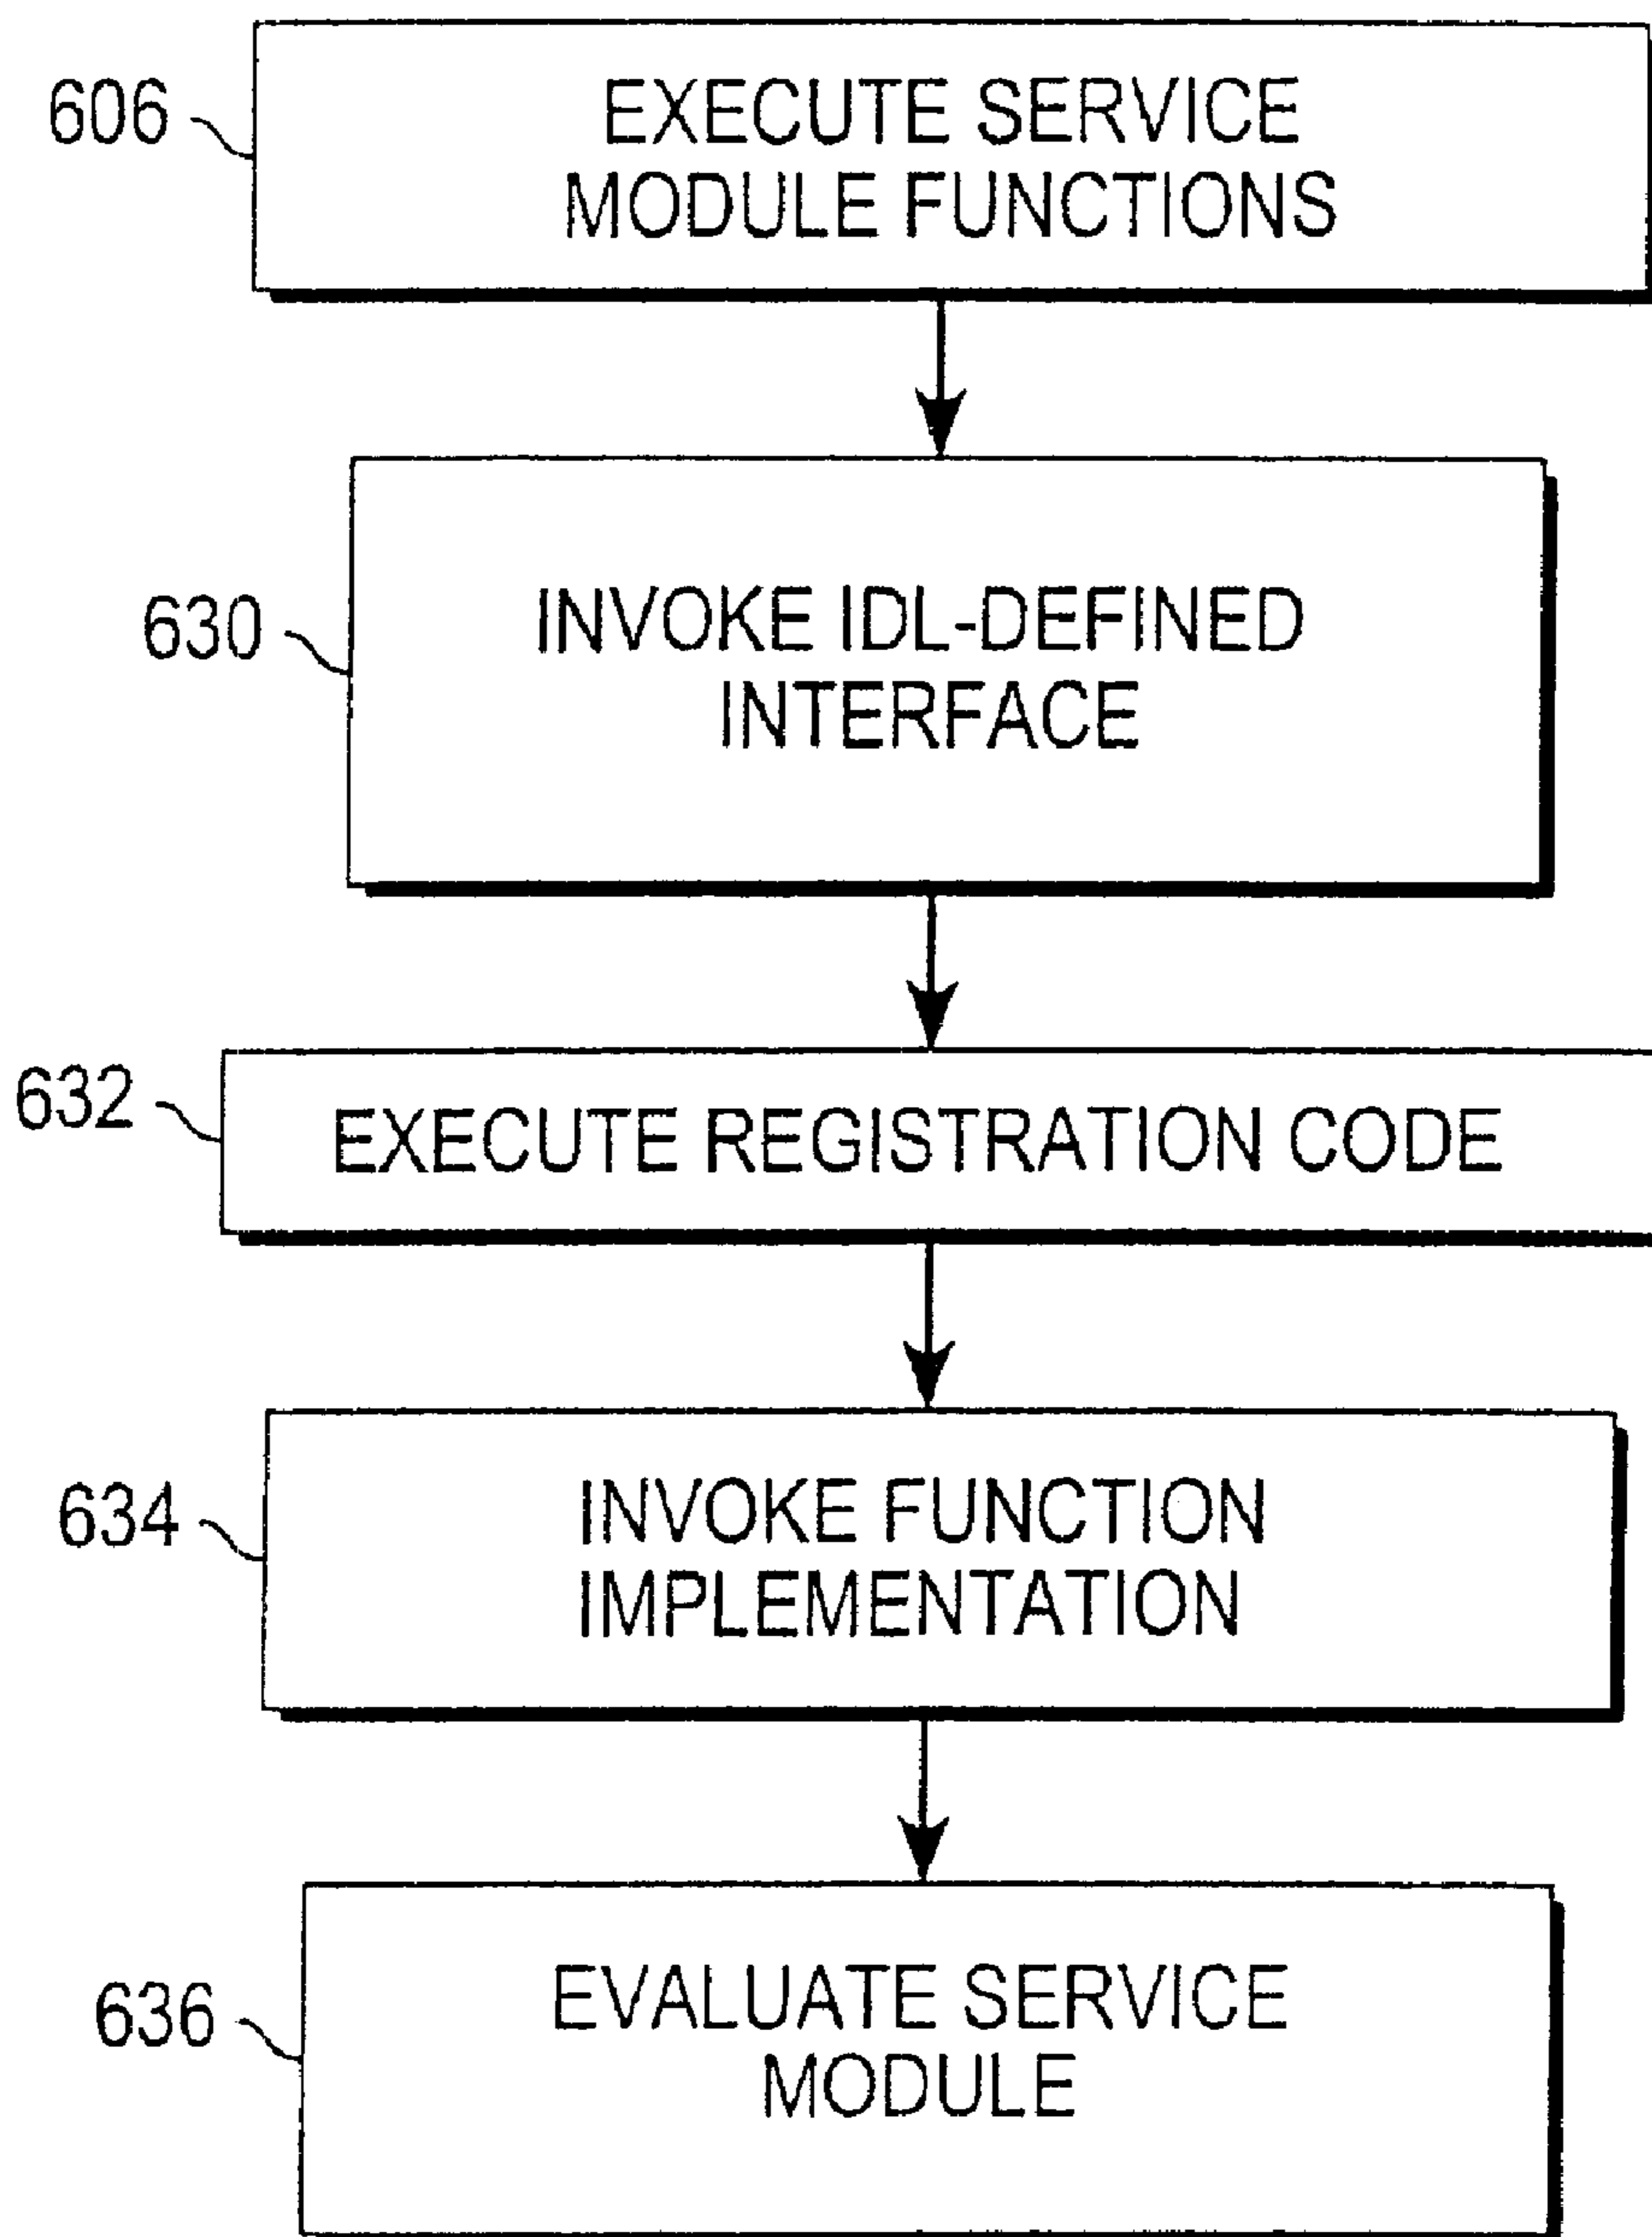 606
EXECUTE SERVICE
MODULE FUNCTIONS
630
INVOKE IDL-DEFINED
INTERFACE
632
EXECUTE REGISTRATION CODE
634
INVOKE FUNCTION
IMPLEMENTATION
636
EVALUATE SERVICE
MODULE